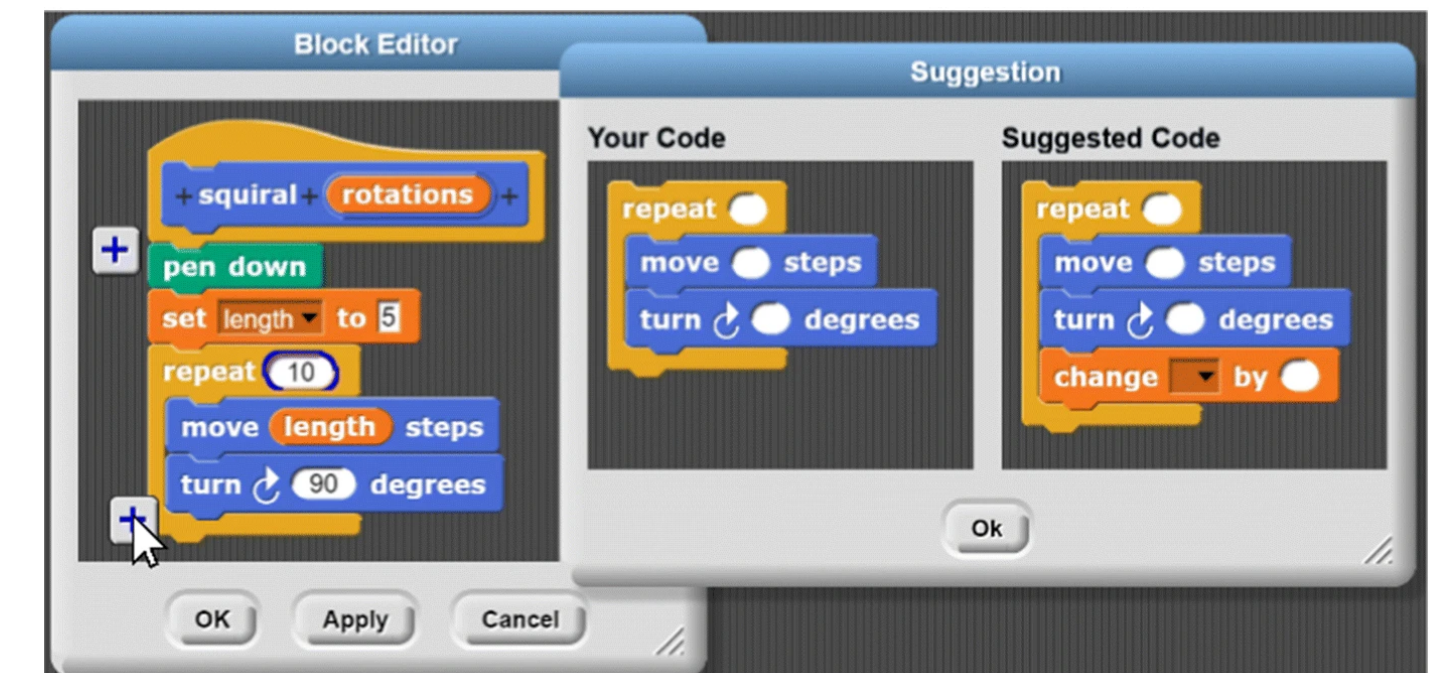 Block Editor
+ squiral + rotations +
+
pen down
set length to 5
repeat 10
move length steps
turn 90 degrees
+
OK Apply Cancel
Suggestion
Your Code
repeat
move steps
turn degrees
Suggested Code
repeat
move steps
turn degrees
change by
Ok